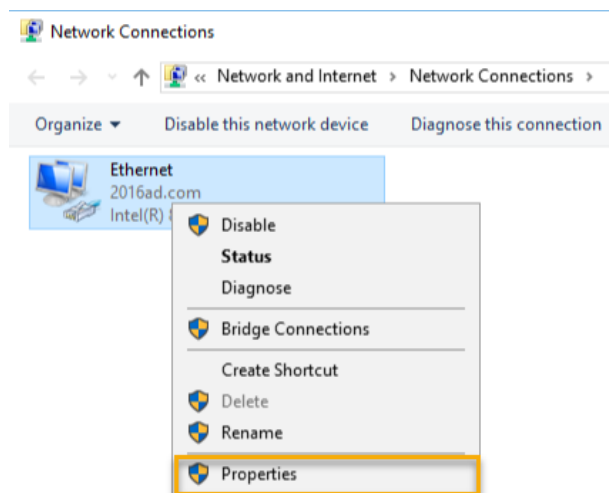 Network Connections
« Network and Internet > Network Connections >
Organize ▾ Disable this network device Diagnose this connection
Ethernet
2016ad.com
Intel(R)
Disable
Status
Diagnose
Bridge Connections
Create Shortcut
Delete
Rename
Properties